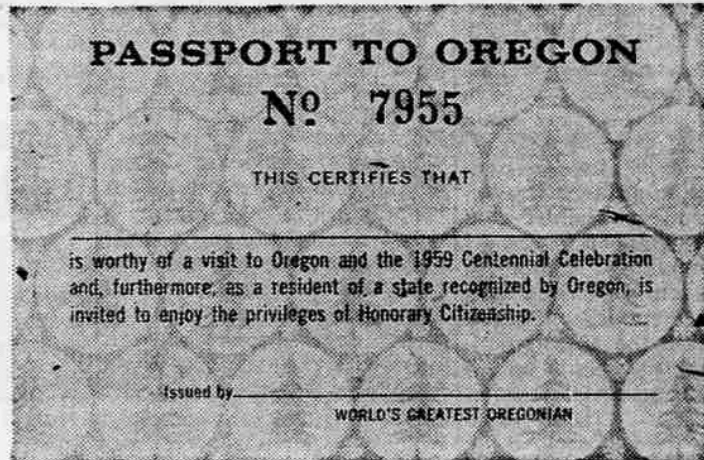 PASSPORT TO OREGON
Nº 7955
THIS CERTIFIES THAT
is worthy of a visit to Oregon and the 1959 Centennial Celebration
and, furthermore, as a resident of a state recognized by Oregon, is
invited to enjoy the privileges of Honorary Citizenship.
Issued by
WORLD'S GREATEST OREGONIAN